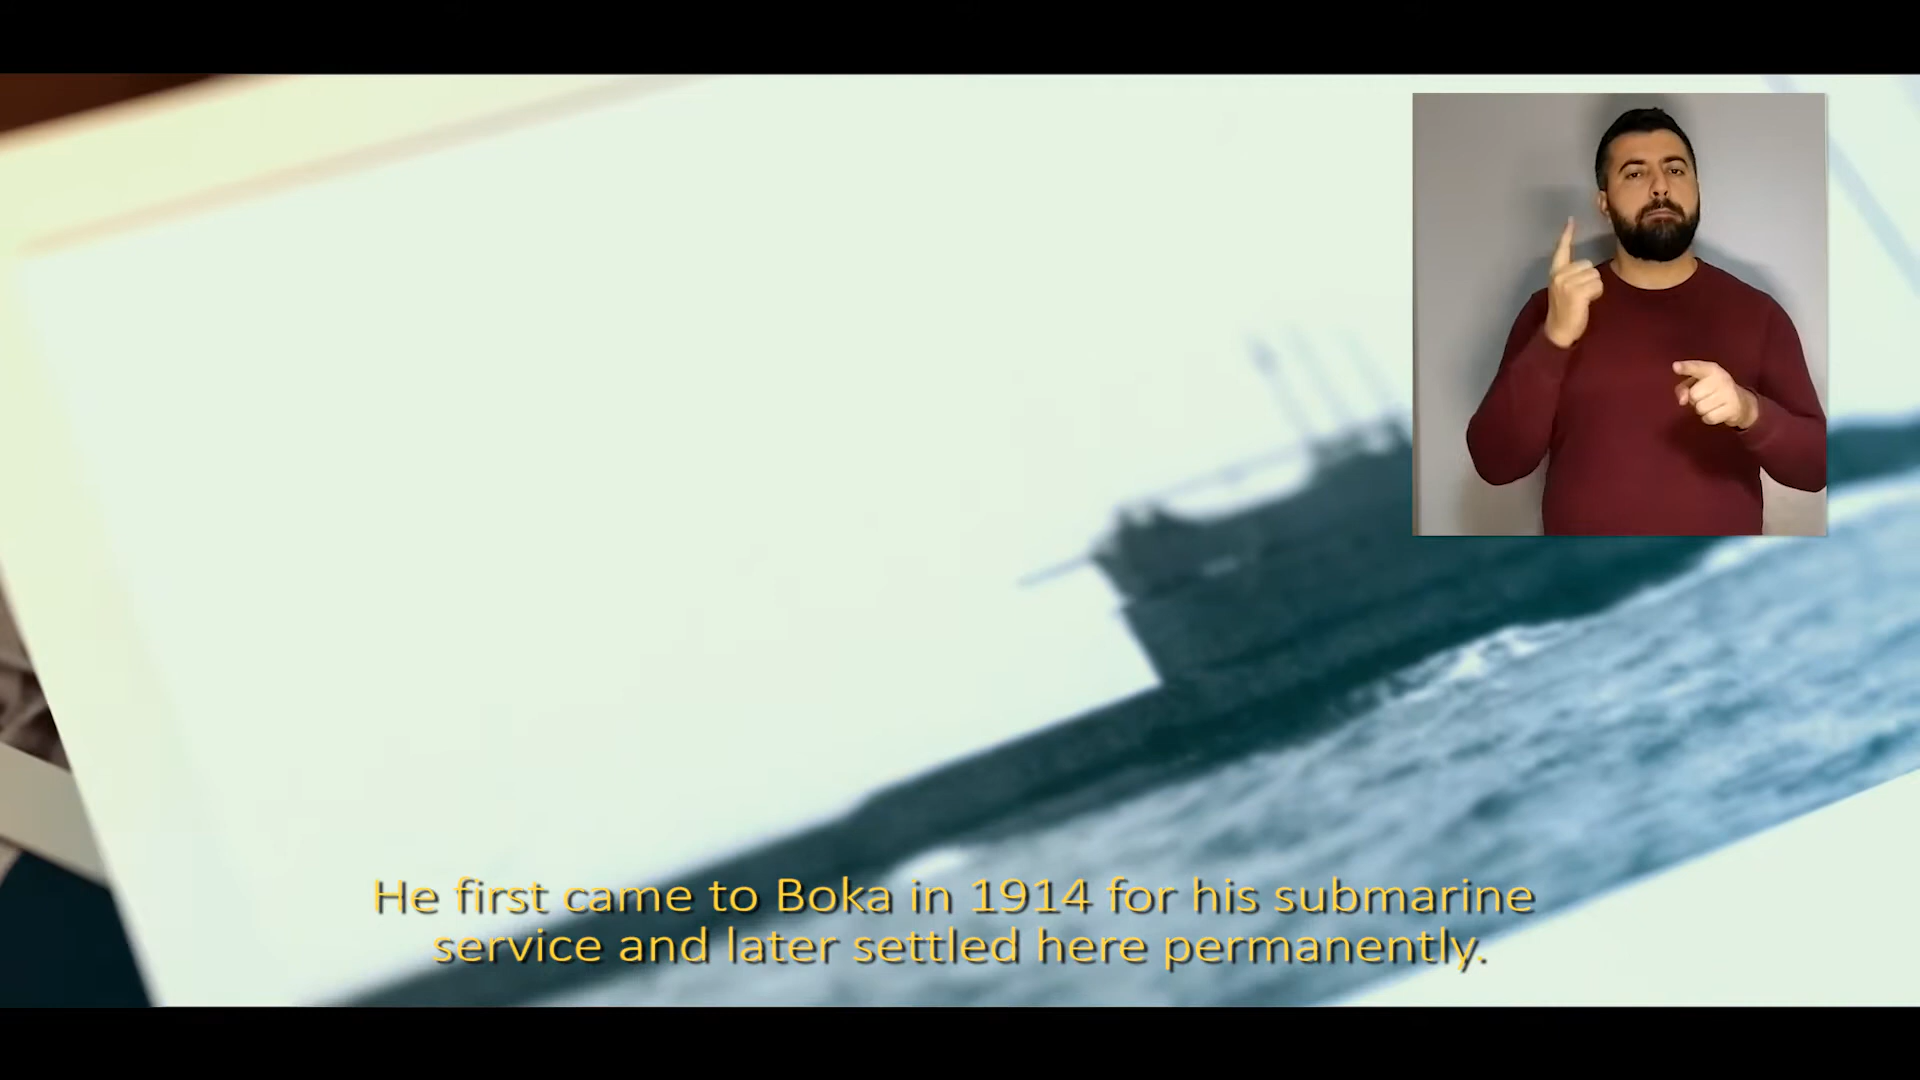 He first came to Boka in 1914 for his submarine
service and later settled here permanently.